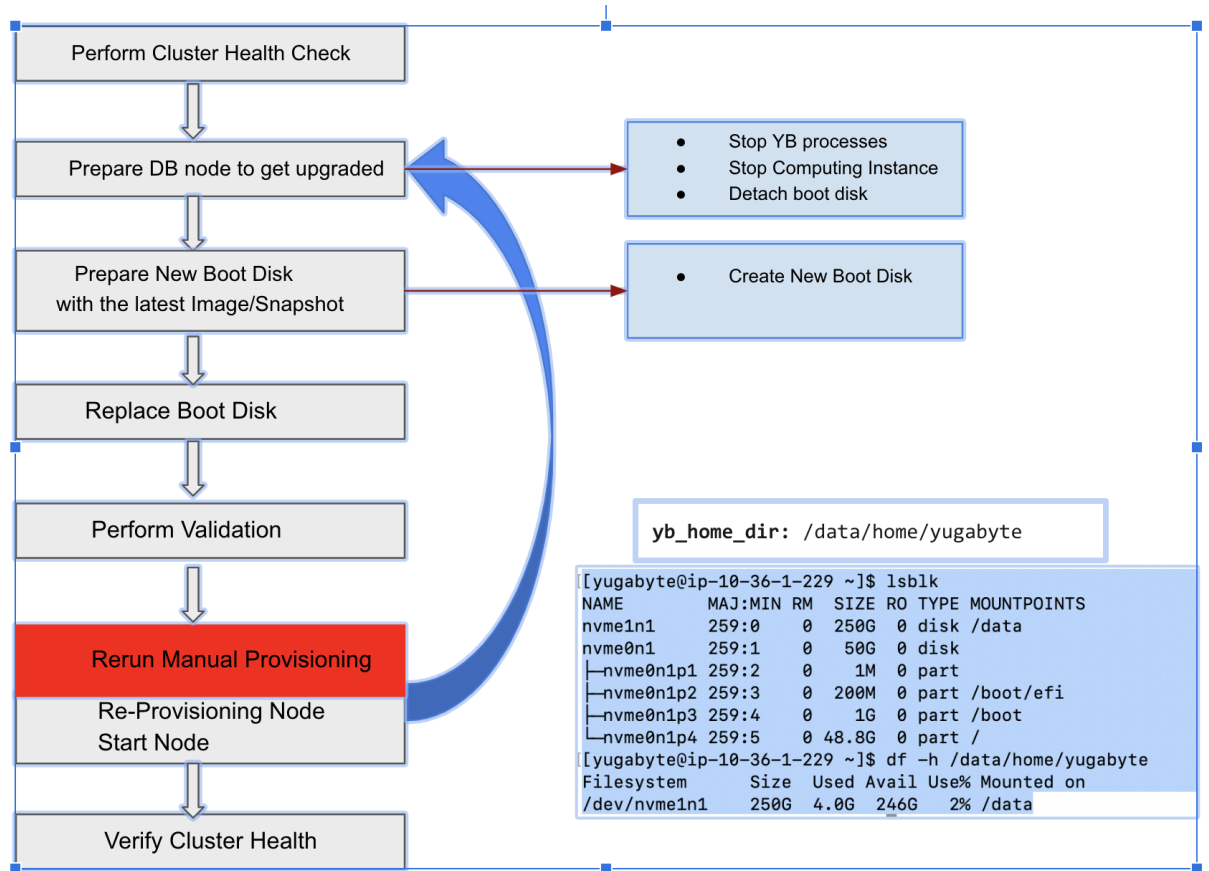 Perform Cluster Health Check
Prepare DB node to get upgraded
● Stop YB processes
● Stop Computing Instance
● Detach boot disk
Prepare New Boot Disk
with the latest Image/Snapshot
● Create New Boot Disk
Replace Boot Disk
Perform Validation
Rerun Manual Provisioning
Re-Provisioning Node
Start Node
Verify Cluster Health
yb_home_dir: /data/home/yugabyte
[[yugabyte@ip-10-36-1-229 ~]$ lsblk
NAME        MAJ:MIN RM  SIZE RO TYPE MOUNTPOINTS
nvme1n1     259:0    0  250G  0 disk /data
nvme0n1     259:1    0   50G  0 disk
├─nvme0n1p1 259:2    0    1M  0 part
├─nvme0n1p2 259:3    0  200M  0 part /boot/efi
├─nvme0n1p3 259:4    0    1G  0 part /boot
└─nvme0n1p4 259:5    0 48.8G  0 part /
[[yugabyte@ip-10-36-1-229 ~]$ df -h /data/home/yugabyte
Filesystem      Size  Used Avail Use% Mounted on
/dev/nvme1n1    250G  4.0G  246G   2% /data